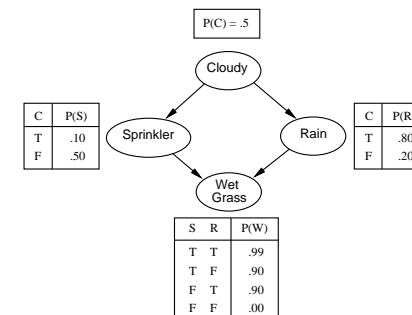 P(C) = .5
Cloudy
C P(S)
T .10
F .50
Sprinkler
Rain
C P(R
T .80
F .20
Wet
Grass
S R P(W)
T T .99
T F .90
F T .90
F F .00